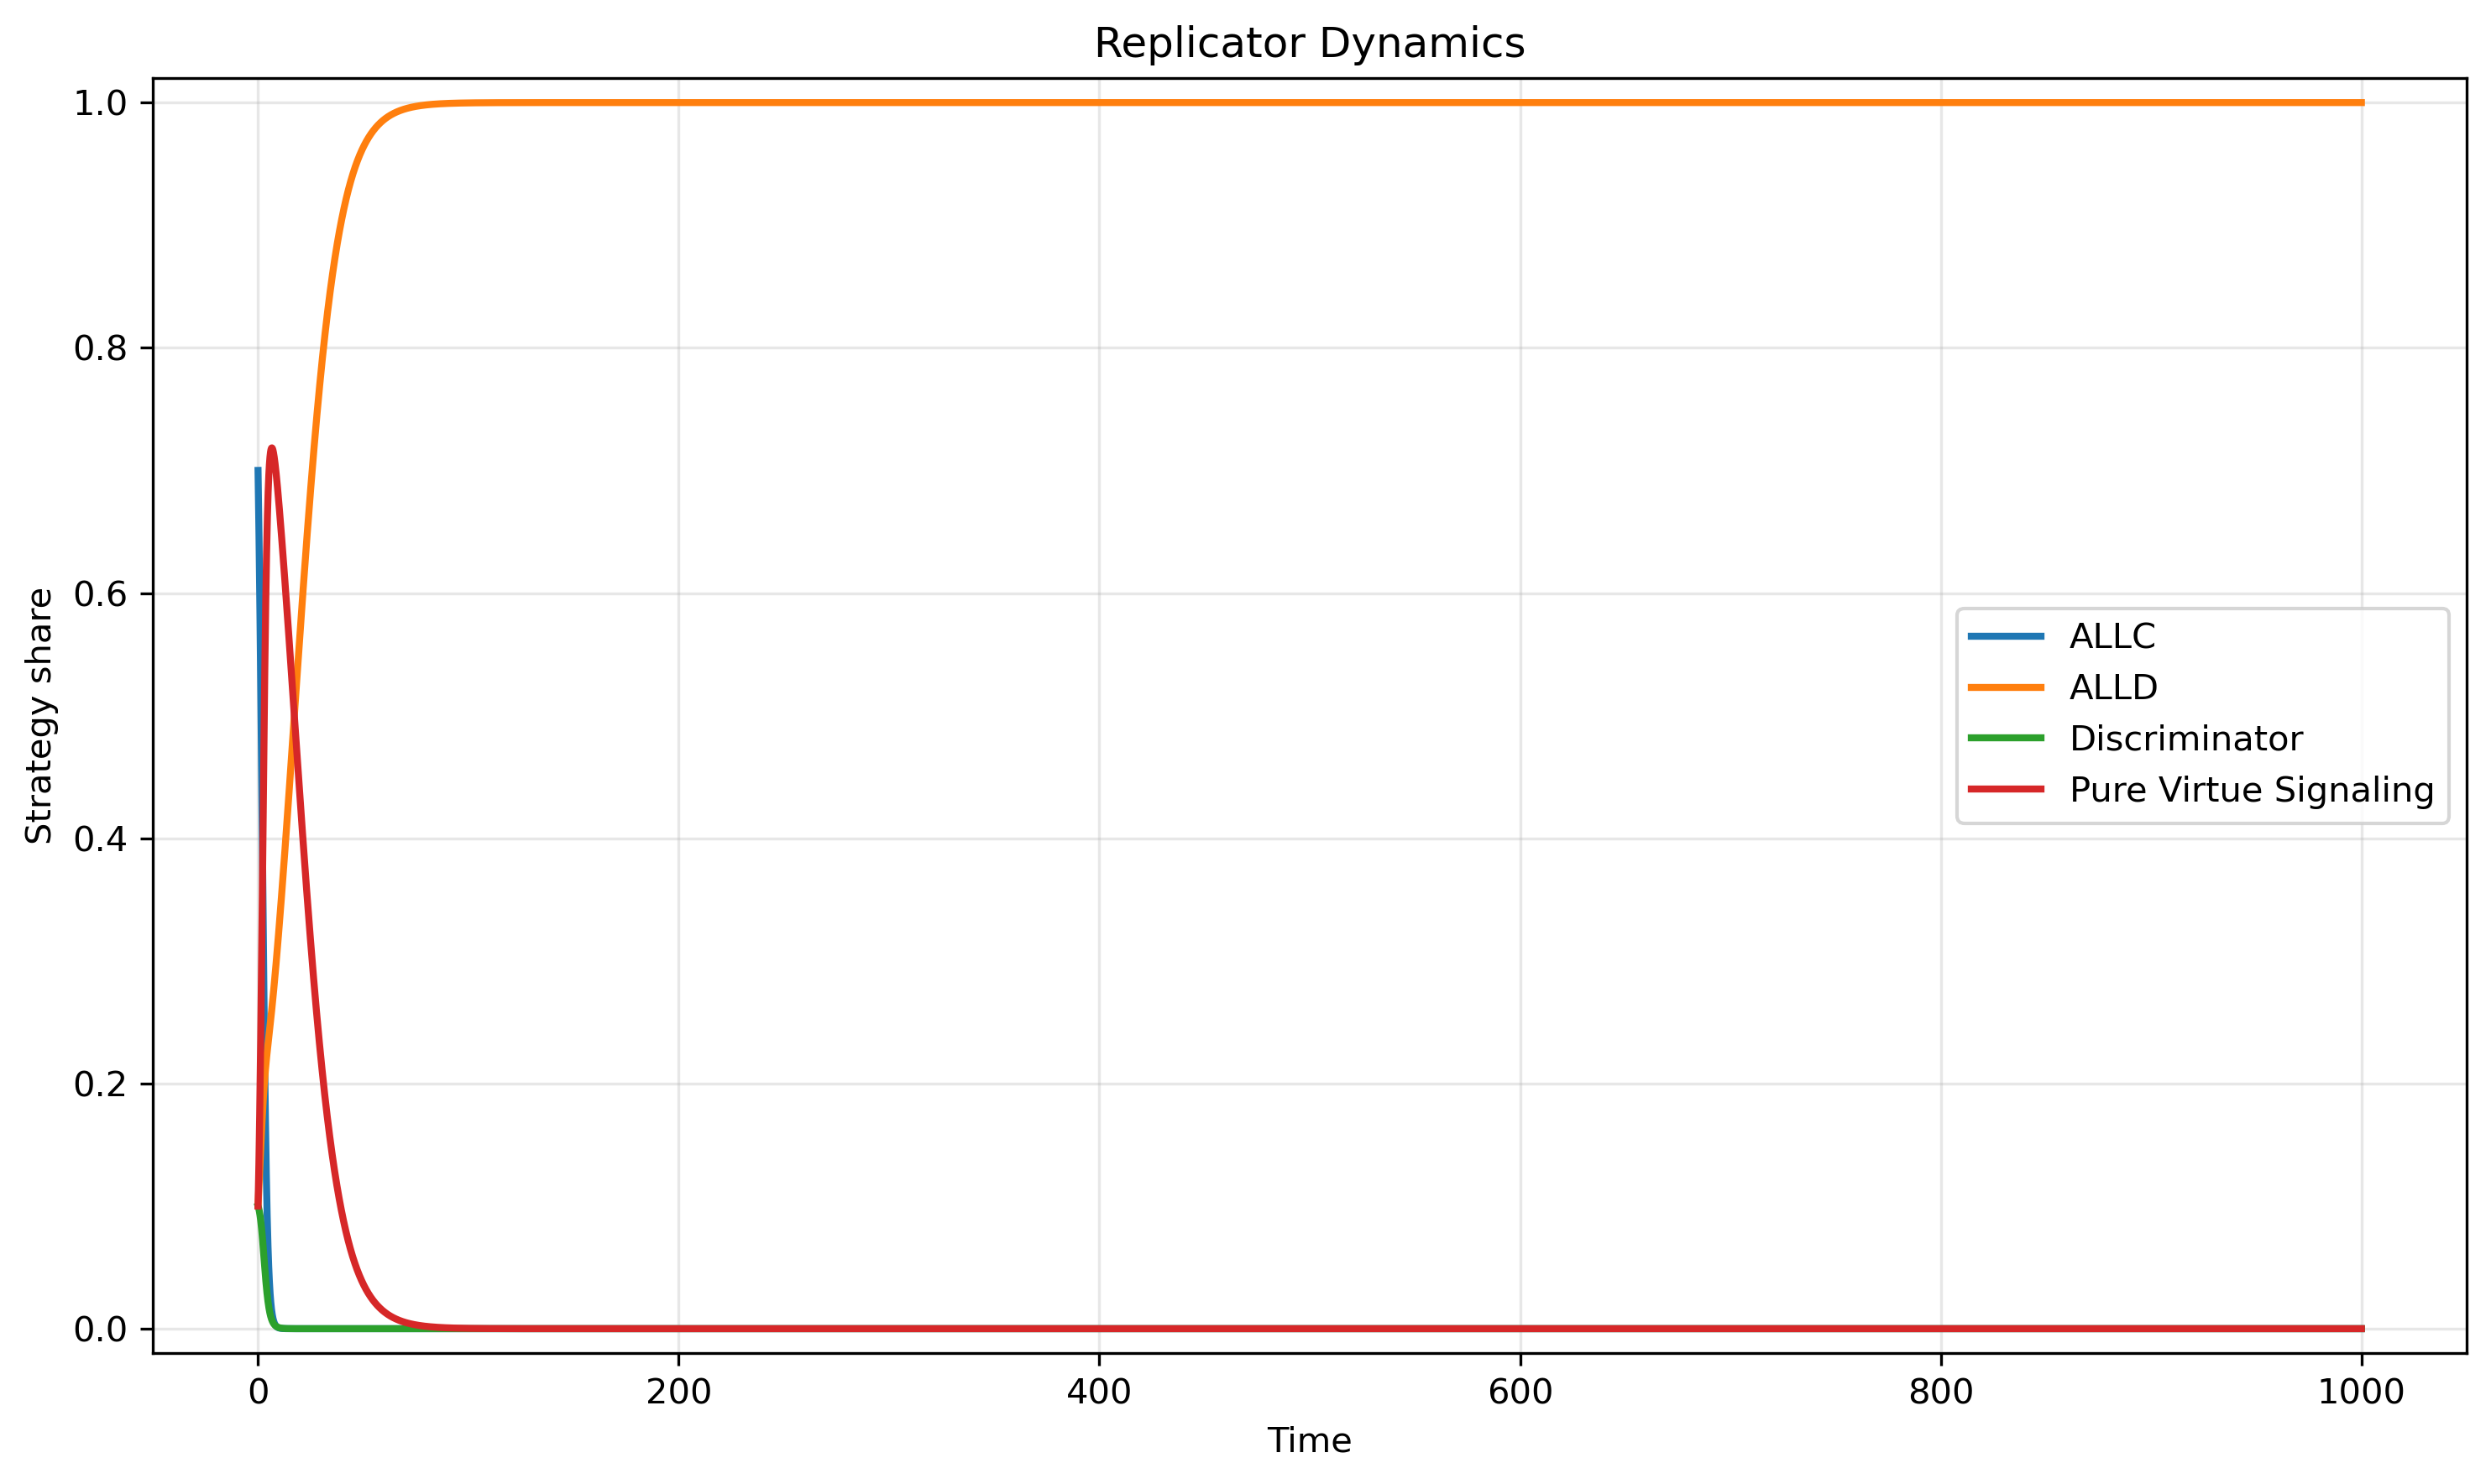 Replicator Dynamics
1.0
0.8
0.6
0.4
0.2
0.0
Strategy share
ALLC
ALLD
Discriminator
Pure Virtue Signaling
0 200 400 600 800 1000
Time